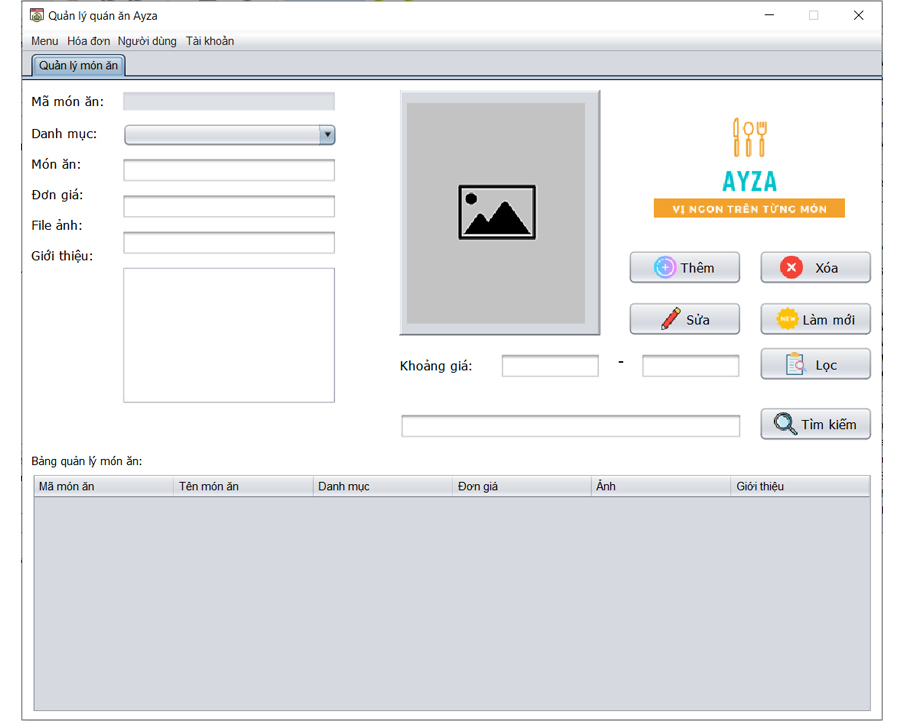 Quản lý quán ăn Ayza
Menu Hóa đơn Người dùng Tài khoản
Quản lý món ăn
Mã món ăn:
Danh mục:
Món ăn:
Đơn giá:
File ảnh:
Giới thiệu:
AYZA
VỊ NGON TRÊN TỪNG MÓN
Thêm
Xóa
Sửa
NEW
Làm mới
Khoảng giá:
-
Lọc
Tìm kiếm
Bảng quản lý món ăn:
Mã món ăn Tên món ăn Danh mục Đơn giá Ảnh Giới thiệu